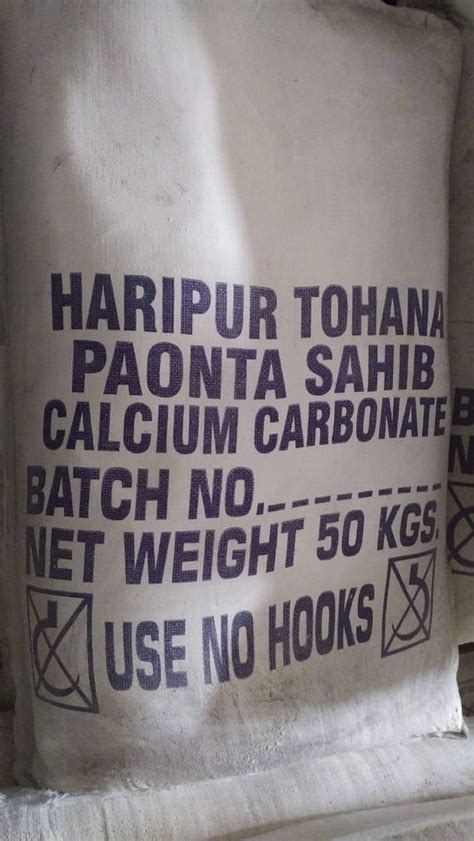 HARIPUR TOHANA
PAONTA SAHIB
CALCIUM CARBONATE
BATCH NO.
NET WEIGHT 50 KGS.
USE NO HOOKS
B
N